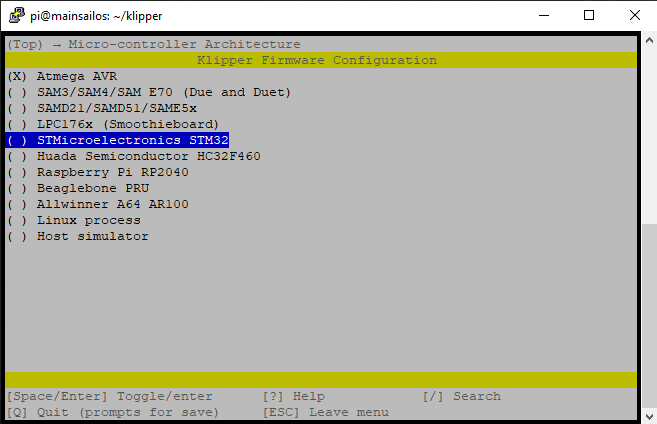 pi@mainsailos: ~/klipper
(Top) → Micro-controller Architecture
Klipper Firmware Configuration
(X) Atmega AVR
( ) SAM3/SAM4/SAM E70 (Due and Duet)
( ) SAMD21/SAMD51/SAME5x
( ) LPC176x (Smoothieboard)
( ) STMicroelectronics STM32
( ) Huada Semiconductor HC32F460
( ) Raspberry Pi RP2040
( ) Beaglebone PRU
( ) Allwinner A64 AR100
( ) Linux process
( ) Host simulator
[Space/Enter] Toggle/enter [?] Help [/] Search
[Q] Quit (prompts for save) [ESC] Leave menu